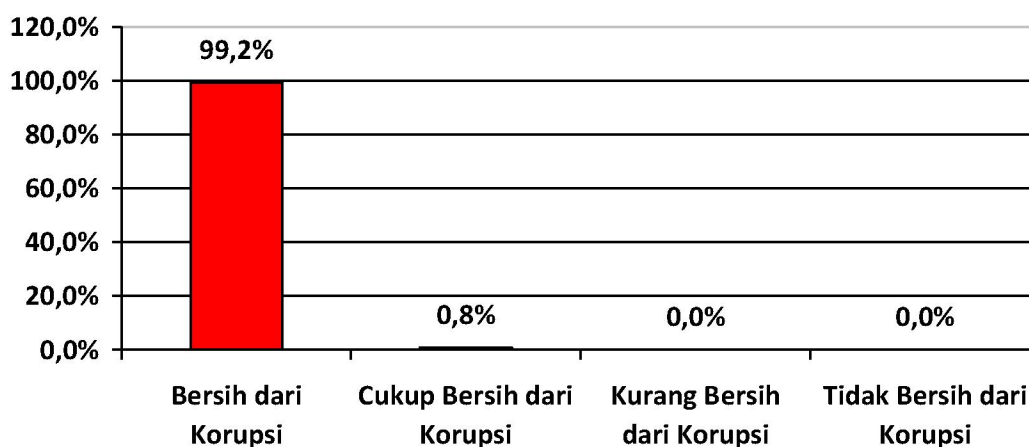 120,0%
99,2%
100,0%
80,0%
60,0%
40,0%
20,0%
0,8%
0,0%
0,0%
0,0%
Bersih dari
Korupsi
Cukup Bersih dari
Korupsi
Kurang Bersih
dari Korupsi
Tidak Bersih dari
Korupsi